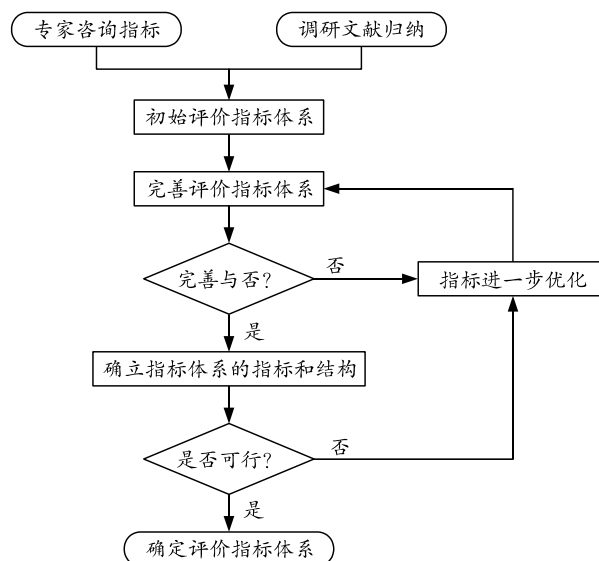 专家咨询指标
调研文献归纳
初始评价指标体系
完善评价指标体系
完善与否?
否
指标进一步优化
是
确立指标体系的指标和结构
是否可行?
否
是
确定评价指标体系